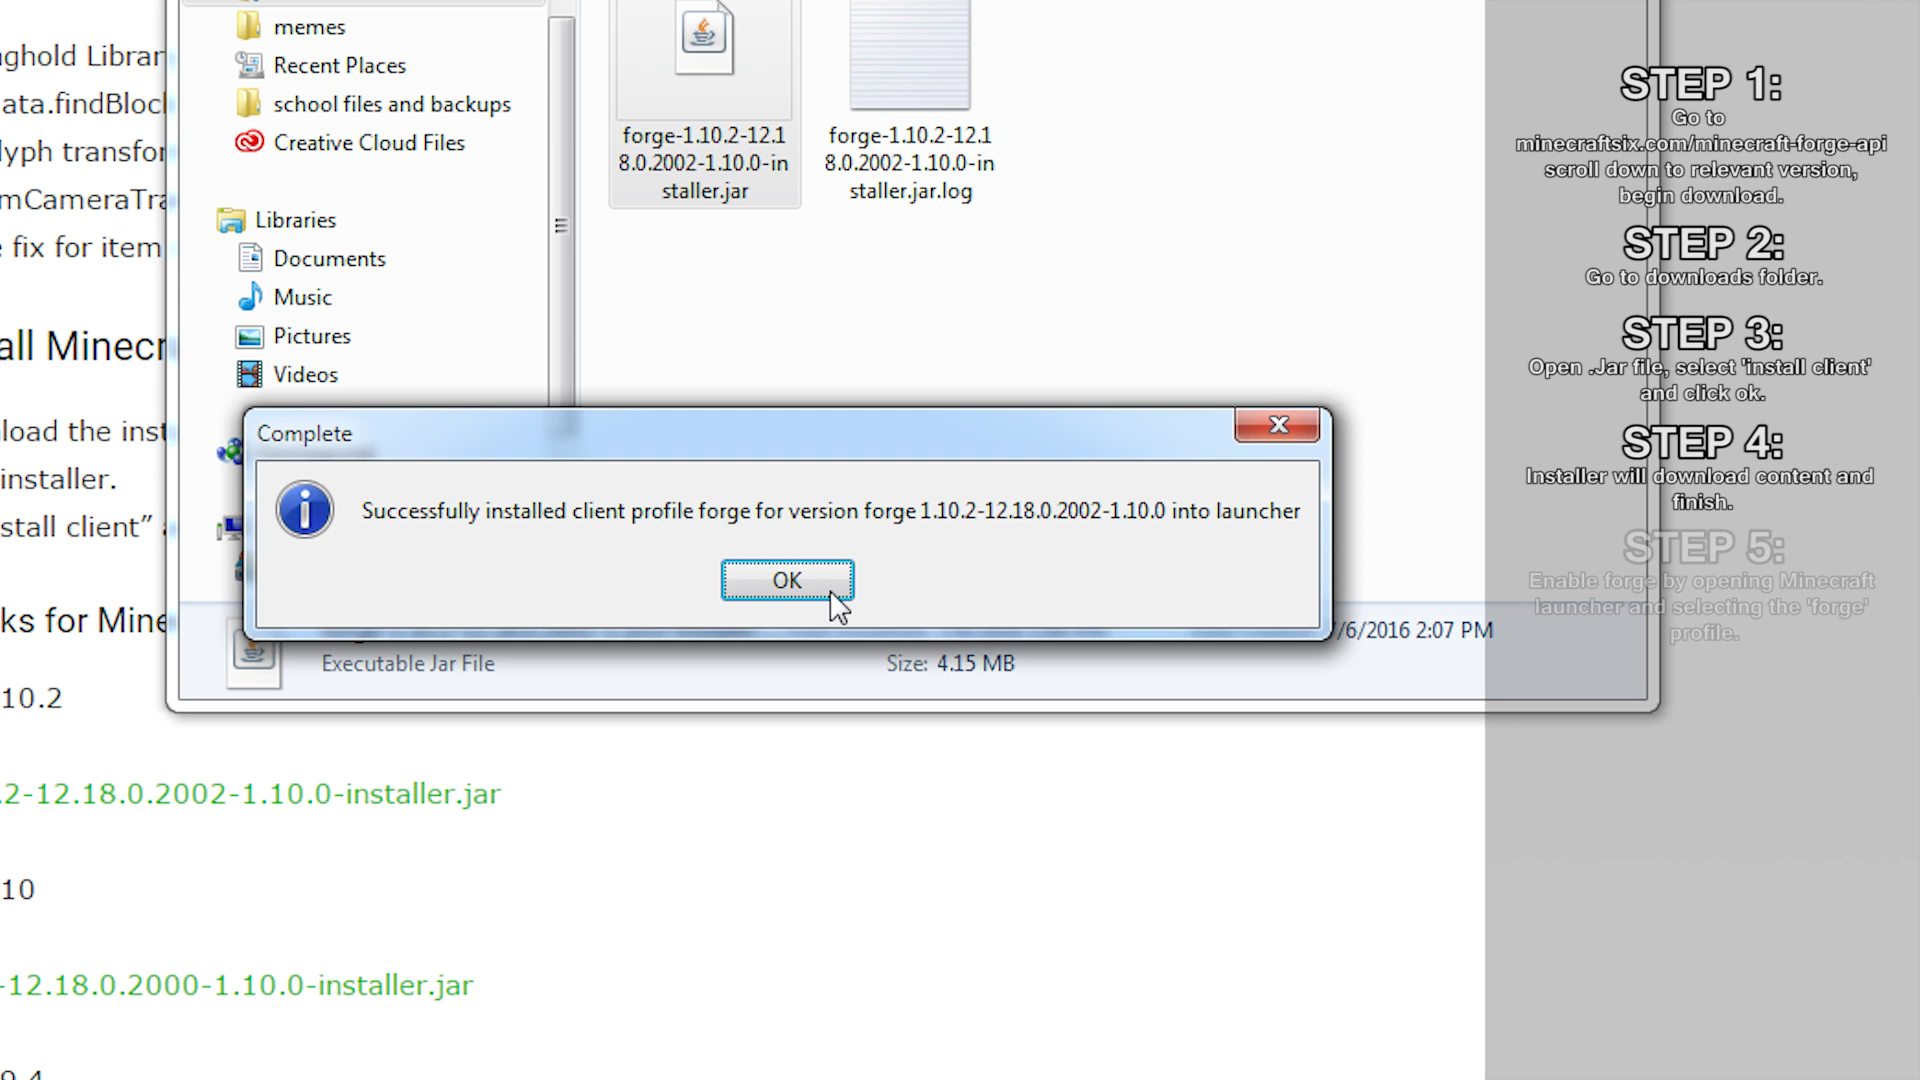 nghold Librar
ata.findBlock
lyph transfor
mCameraTra
e fix for item
all Minecr
load the inst
installer.
stall client”
ks for Mine
10.2
.2-12.18.0.2002-1.10.0-installer.jar
10
-12.18.0.2000-1.10.0-installer.jar
9.4
memes
Recent Places
school files and backups
Creative Cloud Files
Libraries
Documents
Music
Pictures
Videos
forge-1.10.2-12.1
8.0.2002-1.10.0-in
staller.jar
forge-1.10.2-12.1
8.0.2002-1.10.0-in
staller.jar.log
Complete
Successfully installed client profile forge for version forge 1.10.2-12.18.0.2002-1.10.0 into launcher
OK
/6/2016 2:07 PM
Executable Jar File
Size: 4.15 MB
STEP 1:
Go to
minecraftsix.com/minecraft-forge-api
scroll down to relevant version,
begin download.
STEP 2:
Go to downloads folder.
STEP 3:
Open .Jar file, select 'install client'
and click ok.
STEP 4:
Installer will download content and
finish.
STEP 5:
Enable forge by opening Minecraft
launcher and selecting the 'forge'
profile.